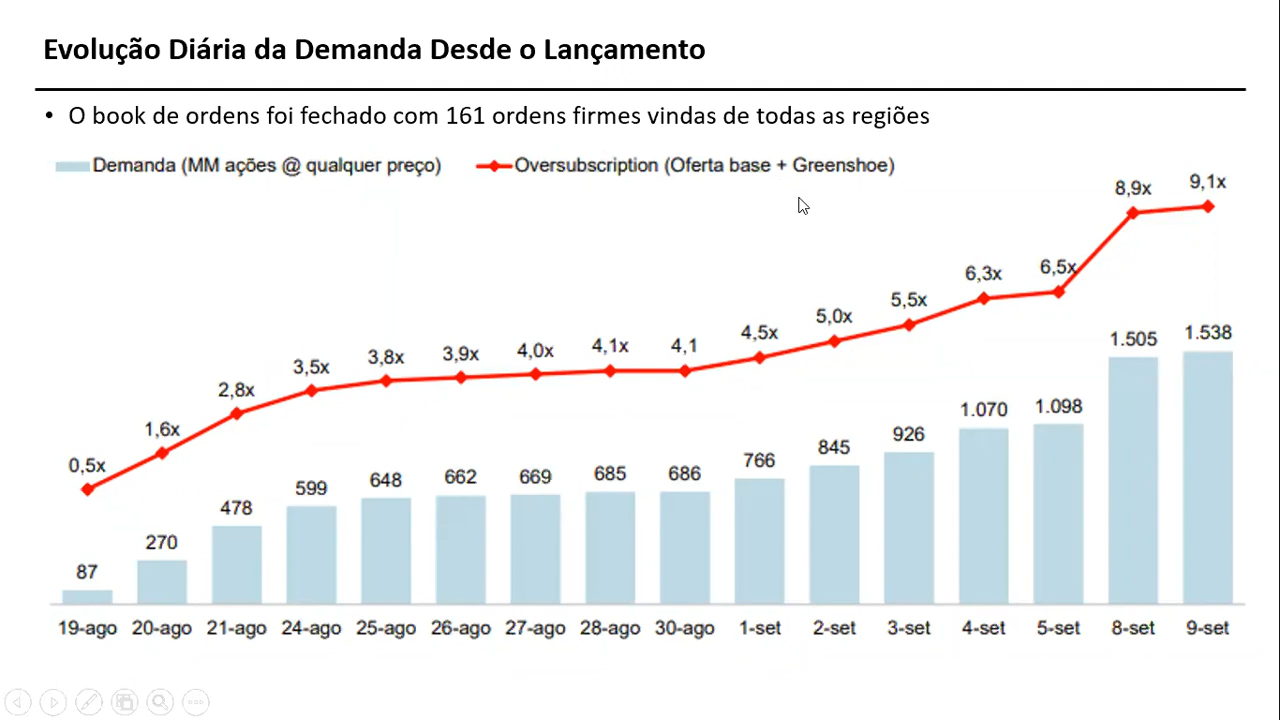 Evolução Diária da Demanda Desde o Lançamento
• O book de ordens foi fechado com 161 ordens firmes vindas de todas as regiões
Demanda (MM ações @ qualquer preço) Oversubscription (Oferta base + Greenshoe)
0,5x 1,6x 2,8x 3,5x 3,8x 3,9x 4,0x 4,1x 4,1 4,5x 5,0x 5,5x 6,3x 6,5x 8,9x 9,1x
87 270 478 599 648 662 669 685 686 766 845 926 1.070 1.098 1.505 1.538
19-ago 20-ago 21-ago 24-ago 25-ago 26-ago 27-ago 28-ago 30-ago 1-set 2-set 3-set 4-set 5-set 8-set 9-set